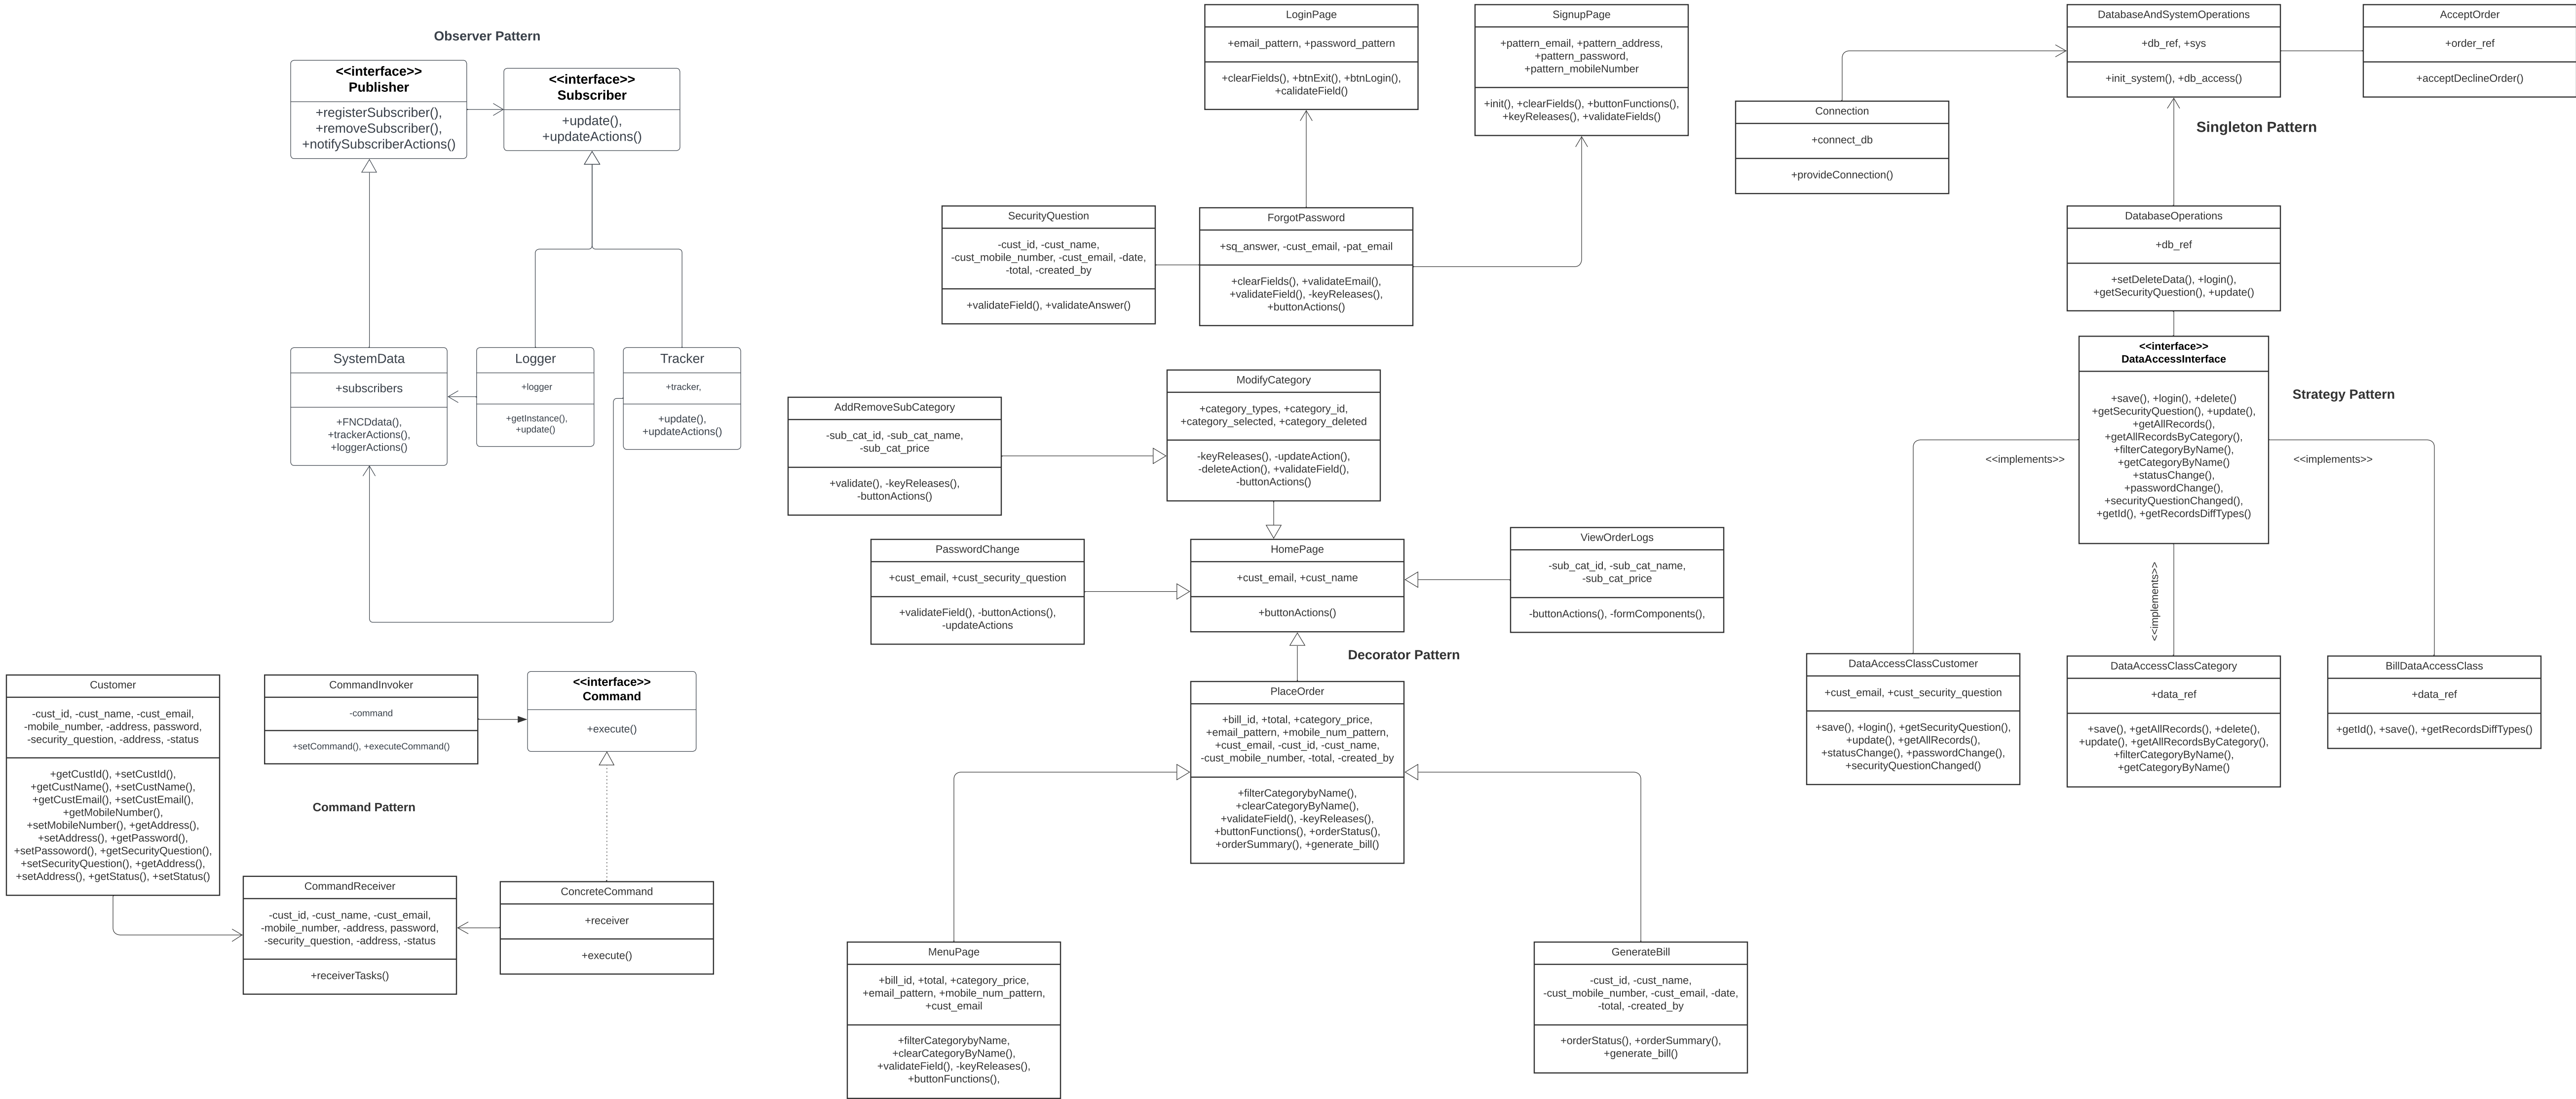 Observer Pattern
<<interface>>
Publisher
+registerSubscriber(),
+removeSubscriber(),
+notifySubscriberActions()
<<interface>>
Subscriber
+update(),
+updateActions()
SystemData
+subscribers
+FNCDdata(),
+trackerActions(),
+loggerActions()
Logger
+logger
+getInstance(),
+update()
Tracker
+tracker,
+update(),
+updateActions()
Customer
-cust_id, -cust_name, -cust_email,
-mobile_number, -address, password,
-security_question, -address, -status
+getCustId(), +setCustId(),
+getCustName(), +setCustName(),
+getCustEmail(), +setCustEmail(),
+getMobileNumber(),
+setMobileNumber(), +getAddress(),
+setAddress(), +getPassword(),
+setPassoword(), +getSecurityQuestion(),
+setSecurityQuestion(), +getAddress(),
+setAddress(), +getStatus(), +setStatus()
CommandInvoker
-command
+setCommand(), +executeCommand()
<<interface>>
Command
+execute()
Command Pattern
CommandReceiver
-cust_id, -cust_name, -cust_email,
-mobile_number, -address, password,
-security_question, -address, -status
+receiverTasks()
ConcreteCommand
+receiver
+execute()
LoginPage
+email_pattern, +password_pattern
+clearFields(), +btnExit(), +btnLogin(),
+calidateField()
SignupPage
+pattern_email, +pattern_address,
+pattern_password,
+pattern_mobileNumber
+init(), +clearFields(), +buttonFunctions(),
+keyReleases(), +validateFields()
SecurityQuestion
-cust_id, -cust_name,
-cust_mobile_number, -cust_email, -date,
-total, -created_by
+validateField(), +validateAnswer()
ForgotPassword
+sq_answer, -cust_email, -pat_email
+clearFields(), +validateEmail(),
+validateField(), -keyReleases(),
+buttonActions()
AddRemoveSubCategory
-sub_cat_id, -sub_cat_name,
-sub_cat_price
+validate(), -keyReleases(),
-buttonActions()
ModifyCategory
+category_types, +category_id,
+category_selected, +category_deleted
-keyReleases(), -updateAction(),
-deleteAction(), +validateField(),
-buttonActions()
PasswordChange
+cust_email, +cust_security_question
+validateField(), -buttonActions(),
-updateActions
HomePage
+cust_email, +cust_name
+buttonActions()
ViewOrderLogs
-sub_cat_id, -sub_cat_name,
-sub_cat_price
-buttonActions(), -formComponents(),
Decorator Pattern
PlaceOrder
+bill_id, +total, +category_price,
+email_pattern, +mobile_num_pattern,
+cust_email, -cust_id, -cust_name,
-cust_mobile_number, -total, -created_by
+filterCategorybyName(),
+clearCategoryByName(),
+validateField(), -keyReleases(),
+buttonFunctions(), +orderStatus(),
+orderSummary(), +generate_bill()
MenuPage
+bill_id, +total, +category_price,
+email_pattern, +mobile_num_pattern,
+cust_email
+filterCategorybyName,
+clearCategoryByName(),
+validateField(), -keyReleases(),
+buttonFunctions(),
GenerateBill
-cust_id, -cust_name,
-cust_mobile_number, -cust_email, -date,
-total, -created_by
+orderStatus(), +orderSummary(),
+generate_bill()
DatabaseAndSystemOperations
+db_ref, +sys
+init_system(), +db_access()
AcceptOrder
+order_ref
+acceptDeclineOrder()
Connection
+connect_db
+provideConnection()
Singleton Pattern
DatabaseOperations
+db_ref
+setDeleteData(), +login(),
+getSecurityQuestion(), +update()
<<interface>>
DataAccessInterface
+save(), +login(), +delete()
+getSecurityQuestion(), +update(),
+getAllRecords(),
+getAllRecordsByCategory(),
+filterCategoryByName(),
+getCategoryByName()
+statusChange(),
+passwordChange(),
+securityQuestionChanged(),
+getId(), +getRecordsDiffTypes()
Strategy Pattern
<<implements>>
<<implements>>
<<implements>>
DataAccessClassCustomer
+cust_email, +cust_security_question
+save(), +login(), +getSecurityQuestion(),
+update(), +getAllRecords(),
+statusChange(), +passwordChange(),
+securityQuestionChanged()
DataAccessClassCategory
+data_ref
+save(), +getAllRecords(), +delete(),
+update(), +getAllRecordsByCategory(),
+filterCategoryByName(),
+getCategoryByName()
BillDataAccessClass
+data_ref
+getId(), +save(), +getRecordsDiffTypes()